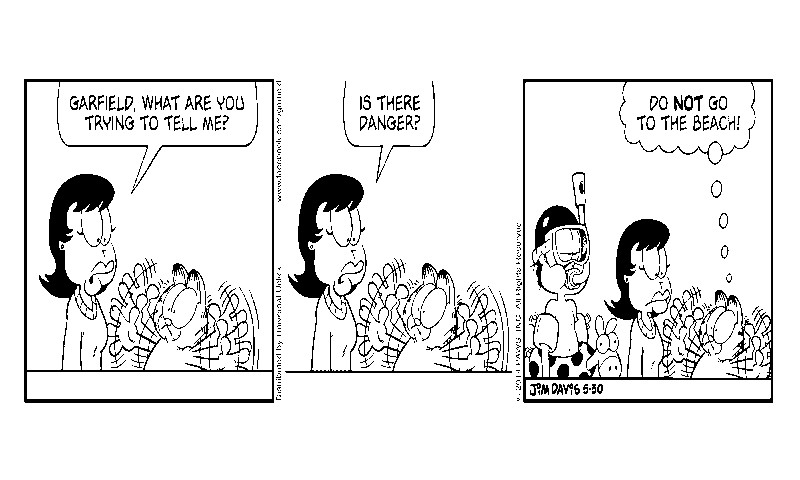 GARFIELD, WHAT ARE YOU
TRYING TO TELL ME?
IS THERE
DANGER?
DO NOT GO
TO THE BEACH!
JIM DAVIS 5-30